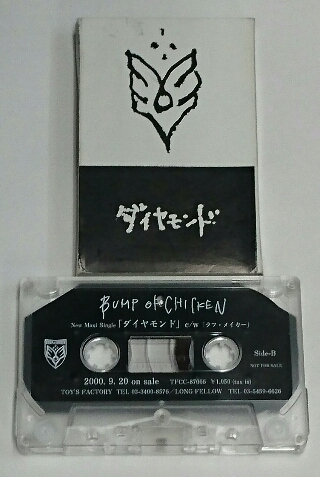 ダイヤモンド
BUMP OF CHICKEN
New Maxi Single「ダイヤモンド」c/w「ラフ・メイカー」
Side-B
NOT FOR SALE
2000. 9. 20 on sale TFCC-87066 ¥1,050 (tax in)
TOY'S FACTORY TEL 03-3400-8576／LONG FELLOW TEL 03-5459-6626